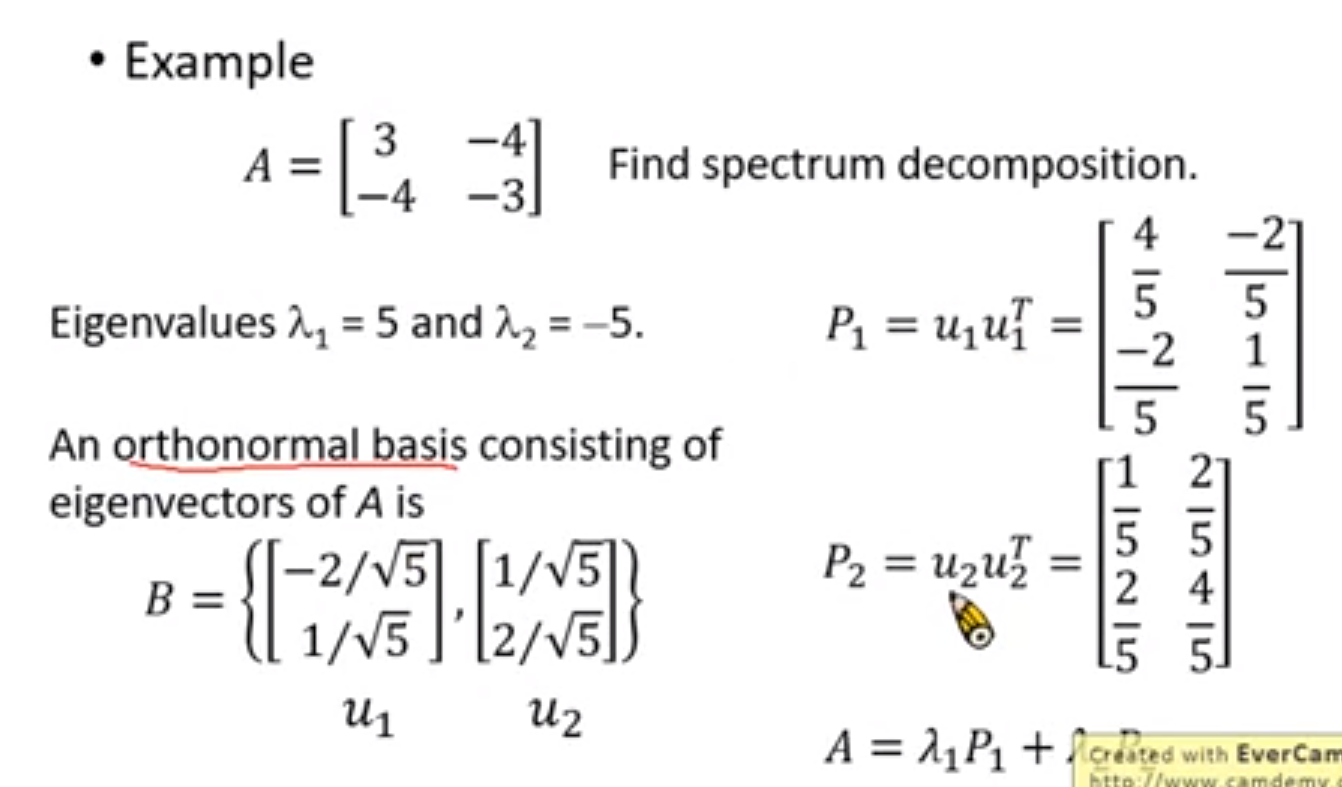 • Example
A = [3 −4; −4 −3] Find spectrum decomposition.
Eigenvalues λ₁ = 5 and λ₂ = −5.
P₁ = u₁u₁ᵀ = [4/5 −2/5; −2/5 1/5]
An orthonormal basis consisting of
eigenvectors of A is
B = {[−2/√5; 1/√5], [1/√5; 2/√5]}
u₁ u₂
P₂ = u₂u₂ᵀ = [1/5 2/5; 2/5 4/5]
A = λ₁P₁ +
Created with EverCam
http://www.camdemy.